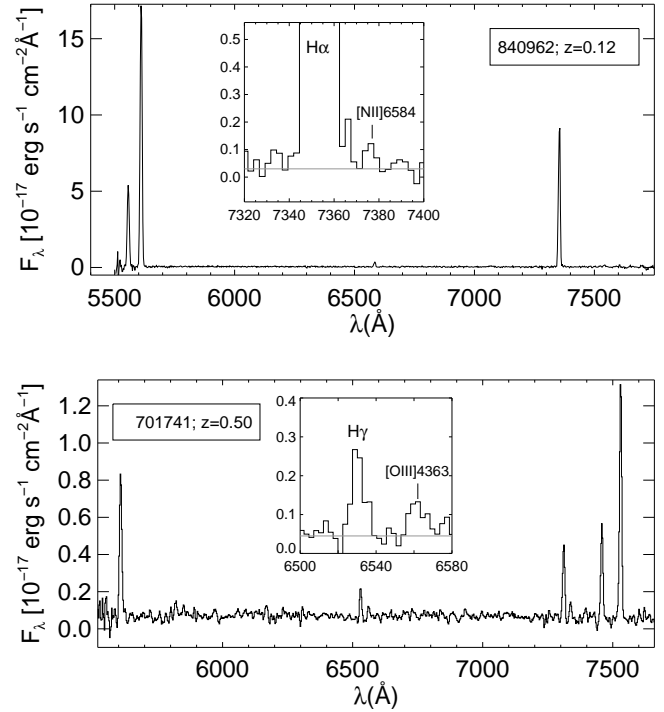 840962; z=0.12
Hα
[NII]6584
0.5
0.4
0.3
0.2
0.1
0.0
7320 7340 7360 7380 7400
15
10
5
0
F_λ [10⁻¹⁷ erg s⁻¹ cm⁻²Å⁻¹]
5500 6000 6500 7000 7500
λ(Å)
701741; z=0.50
Hγ
[OIII]4363
0.4
0.3
0.2
0.1
0.0
6500 6520 6540 6560 6580
1.2
1.0
0.8
0.6
0.4
0.2
0.0
F_λ [10⁻¹⁷ erg s⁻¹ cm⁻²Å⁻¹]
6000 6500 7000 7500
λ(Å)